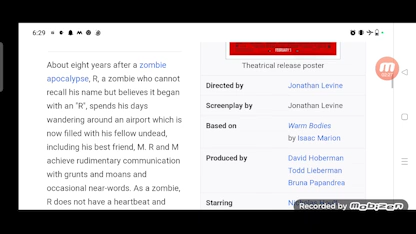 6:29
About eight years after a zombie
apocalypse, R, a zombie who cannot
recall his name but believes it began
with an "R", spends his days
wandering around an airport which is
now filled with his fellow undead,
including his best friend, M. R and M
achieve rudimentary communication
with grunts and moans and
occasional near-words. As a zombie,
R does not have a heartbeat and
Theatrical release poster
Directed by Jonathan Levine
Screenplay by Jonathan Levine
Based on Warm Bodies
by Isaac Marion
Produced by David Hoberman
Todd Lieberman
Bruna Papandrea
Starring
Recorded by Mobizen